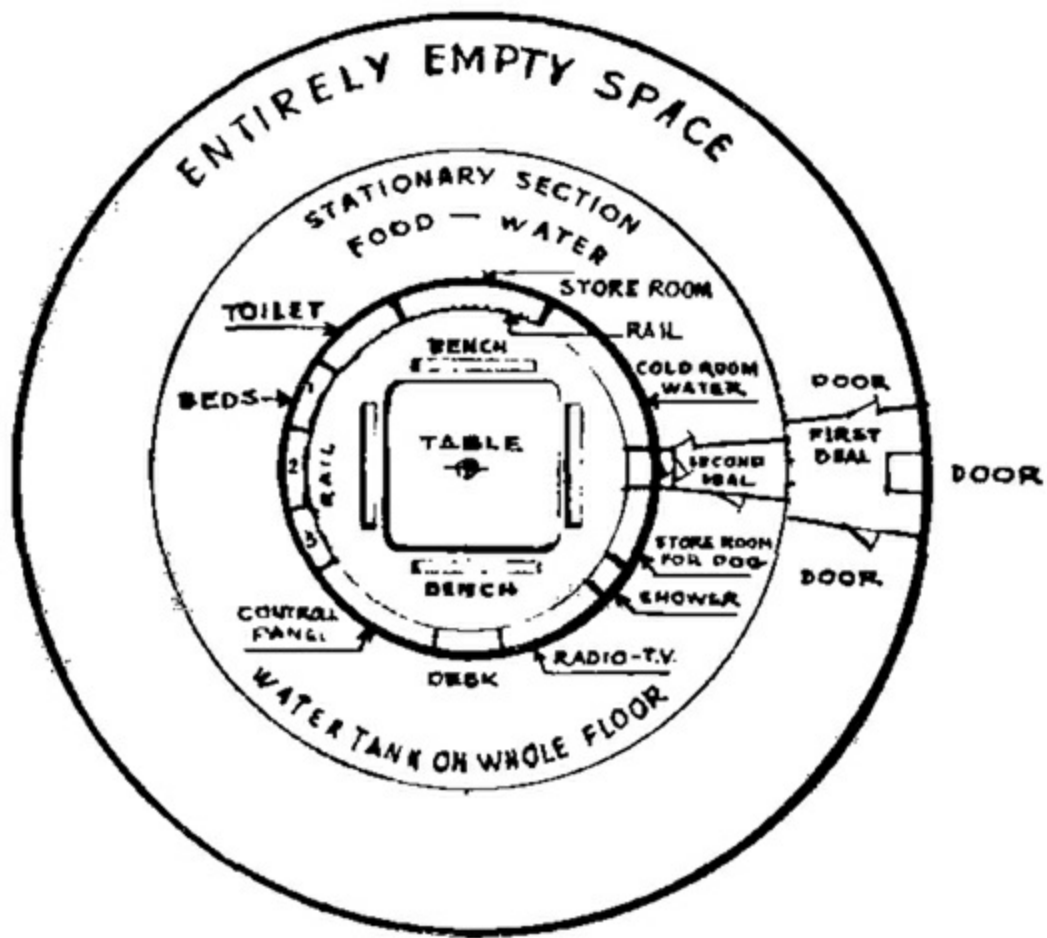 ENTIRELY EMPTY SPACE
STATIONARY SECTION
FOOD — WATER
STORE ROOM
TOILET
RAIL
BENCH
COLD ROOM
WATER
DOOR
BEDS
1
FIRST
SEAL
TABLE
2
RAIL
SECOND
SEAL
DOOR
3
STORE ROOM
FOR DOG
BENCH
DOOR
SHOWER
CONTROL
PANEL
RADIO-T.V.
DESK
WATER TANK ON WHOLE FLOOR